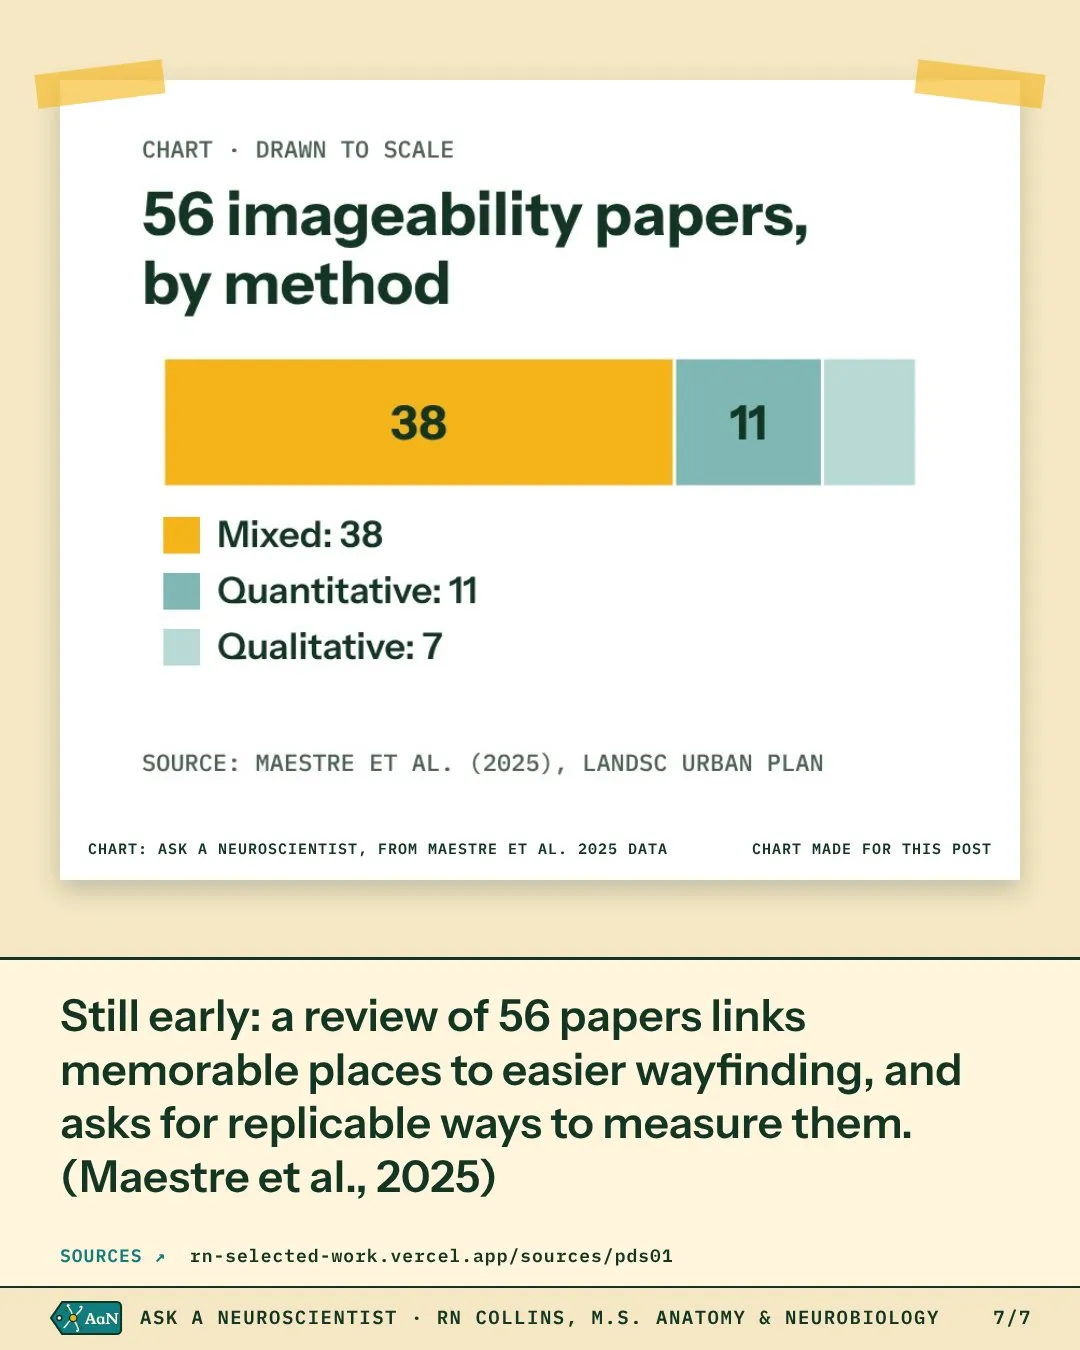 CHART · DRAWN TO SCALE
56 imageability papers,
by method
38
11
Mixed: 38
Quantitative: 11
Qualitative: 7
SOURCE: MAESTRE ET AL. (2025), LANDSC URBAN PLAN
CHART: ASK A NEUROSCIENTIST, FROM MAESTRE ET AL. 2025 DATA
CHART MADE FOR THIS POST
Still early: a review of 56 papers links
memorable places to easier wayfinding, and
asks for replicable ways to measure them.
(Maestre et al., 2025)
SOURCES ↗ rn-selected-work.vercel.app/sources/pds01
AaN ASK A NEUROSCIENTIST · RN COLLINS, M.S. ANATOMY & NEUROBIOLOGY 7/7